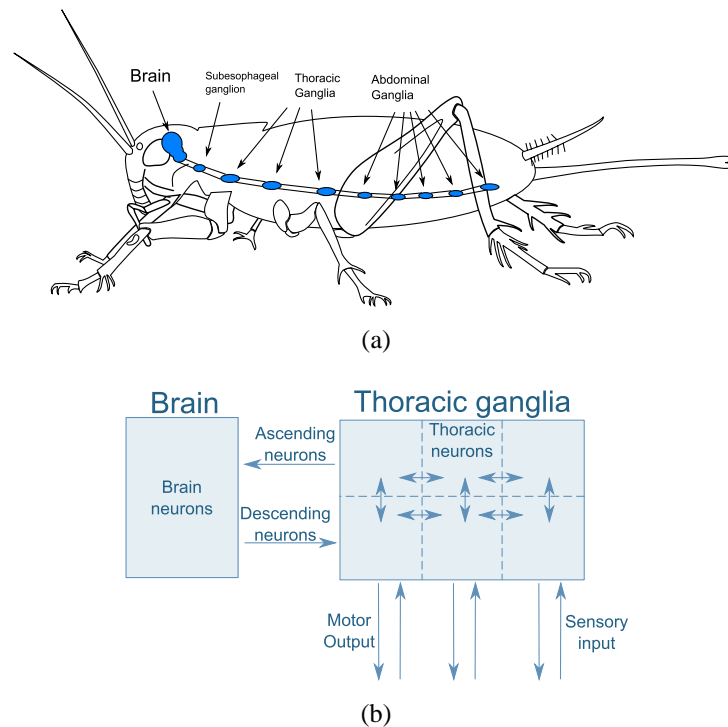 Brain
Subesophageal
ganglion
Thoracic
Ganglia
Abdominal
Ganglia
(a)
Brain
Thoracic ganglia
Ascending
neurons
Thoracic
neurons
Brain
neurons
Descending
neurons
Motor
Output
Sensory
input
(b)